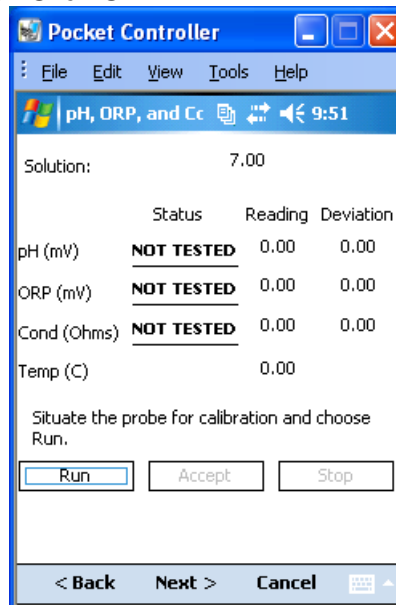 Pocket Controller
File Edit View Tools Help
pH, ORP, and Cc 9:51
Solution: 7.00
Status Reading Deviation
pH (mV) NOT TESTED 0.00 0.00
ORP (mV) NOT TESTED 0.00 0.00
Cond (Ohms) NOT TESTED 0.00 0.00
Temp (C) 0.00
Situate the probe for calibration and choose
Run.
Run Accept Stop
< Back Next > Cancel